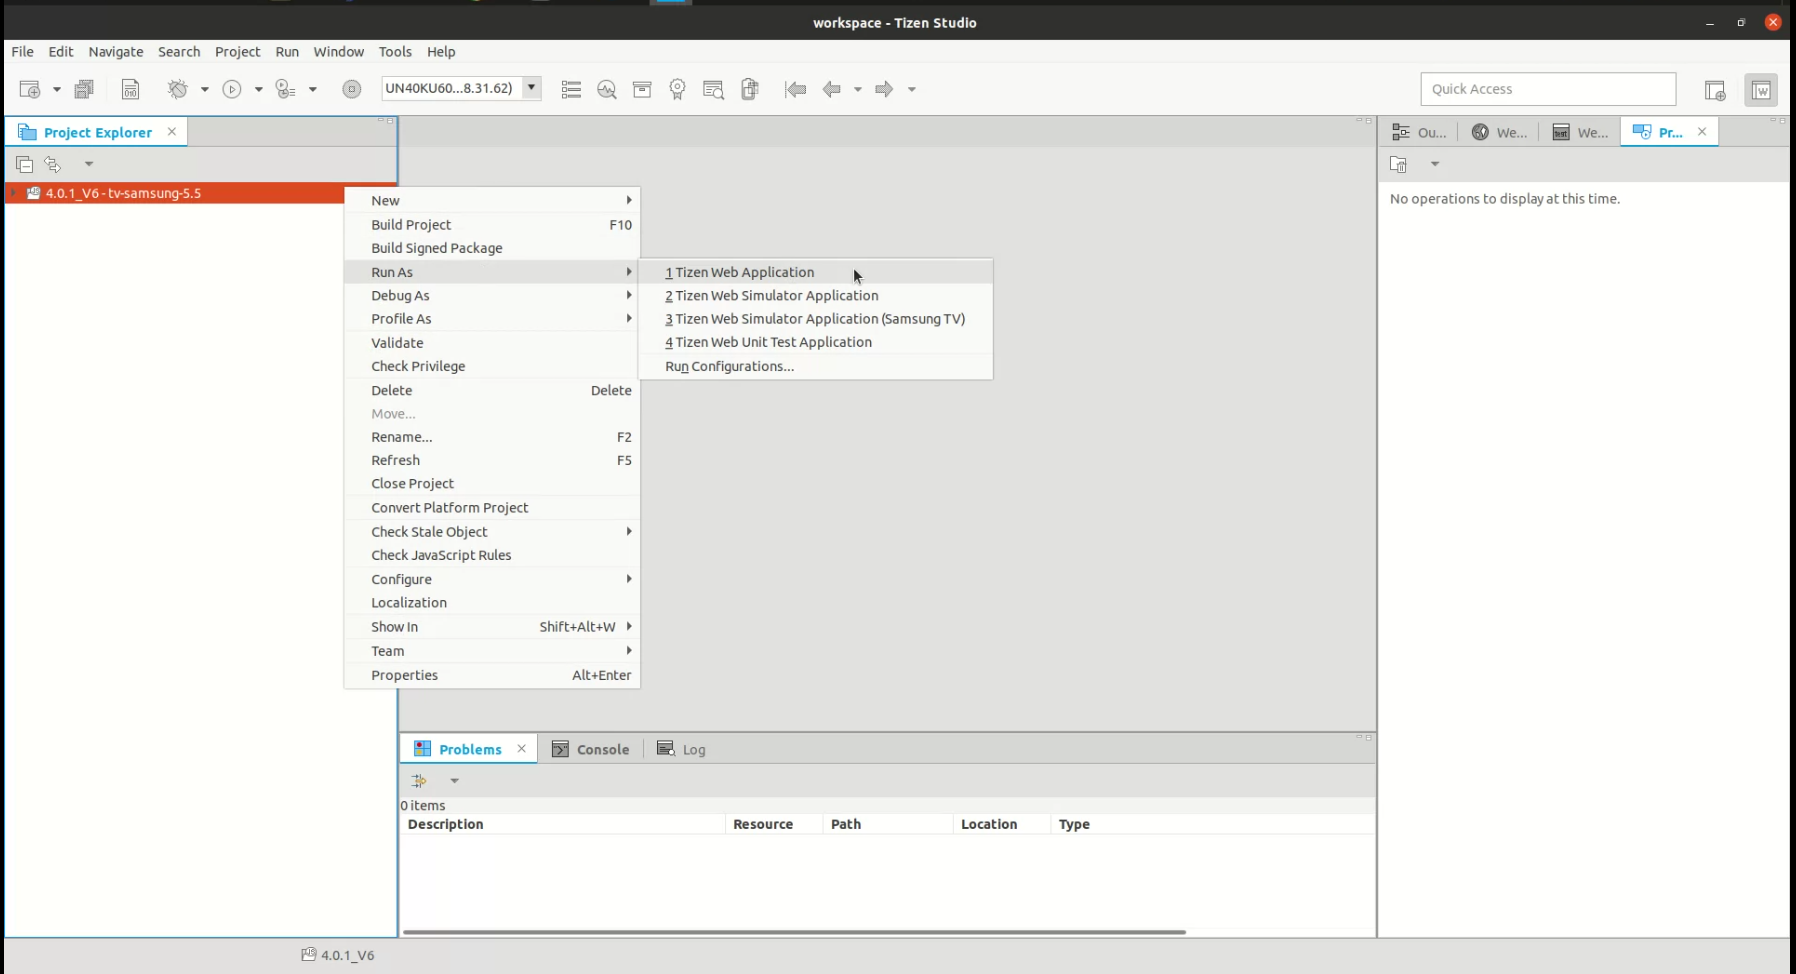 workspace - Tizen Studio
File Edit Navigate Search Project Run Window Tools Help
UN40KU60...8.31.62)
Quick Access
Project Explorer
Ou...
We...
We...
Pr...
4.0.1_V6 - tv-samsung-5.5
No operations to display at this time.
New
Build Project F10
Build Signed Package
Run As
Debug As
Profile As
Validate
Check Privilege
Delete Delete
Move...
Rename... F2
Refresh F5
Close Project
Convert Platform Project
Check Stale Object
Check JavaScript Rules
Configure
Localization
Show In Shift+Alt+W
Team
Properties Alt+Enter
1 Tizen Web Application
2 Tizen Web Simulator Application
3 Tizen Web Simulator Application (Samsung TV)
4 Tizen Web Unit Test Application
Run Configurations...
Problems
Console
Log
0 items
Description Resource Path Location Type
4.0.1_V6